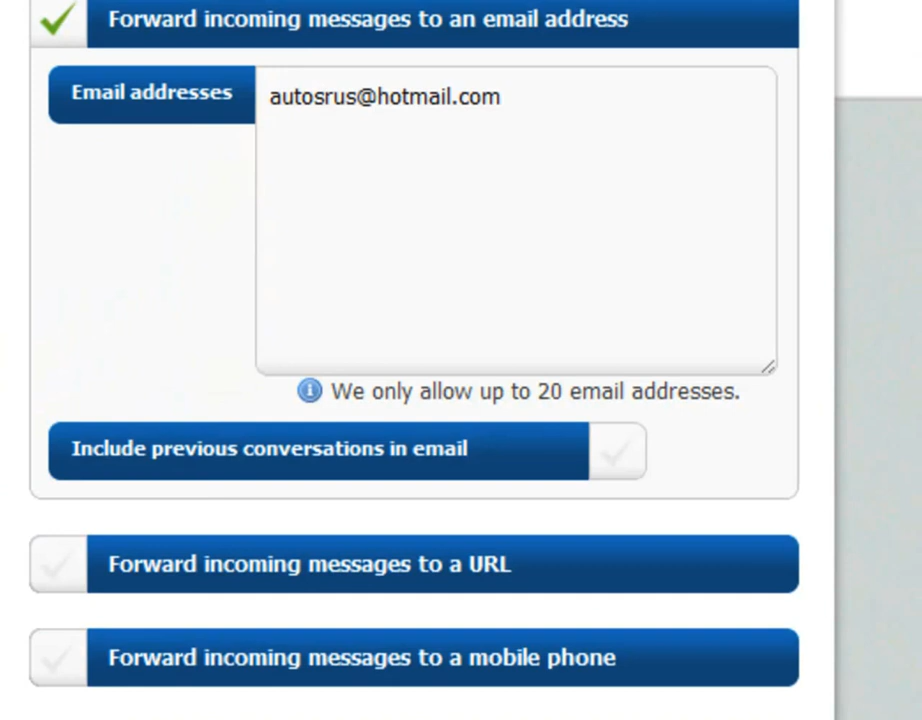 Forward incoming messages to an email address
Email addresses
autosrus@hotmail.com
We only allow up to 20 email addresses.
Include previous conversations in email
Forward incoming messages to a URL
Forward incoming messages to a mobile phone